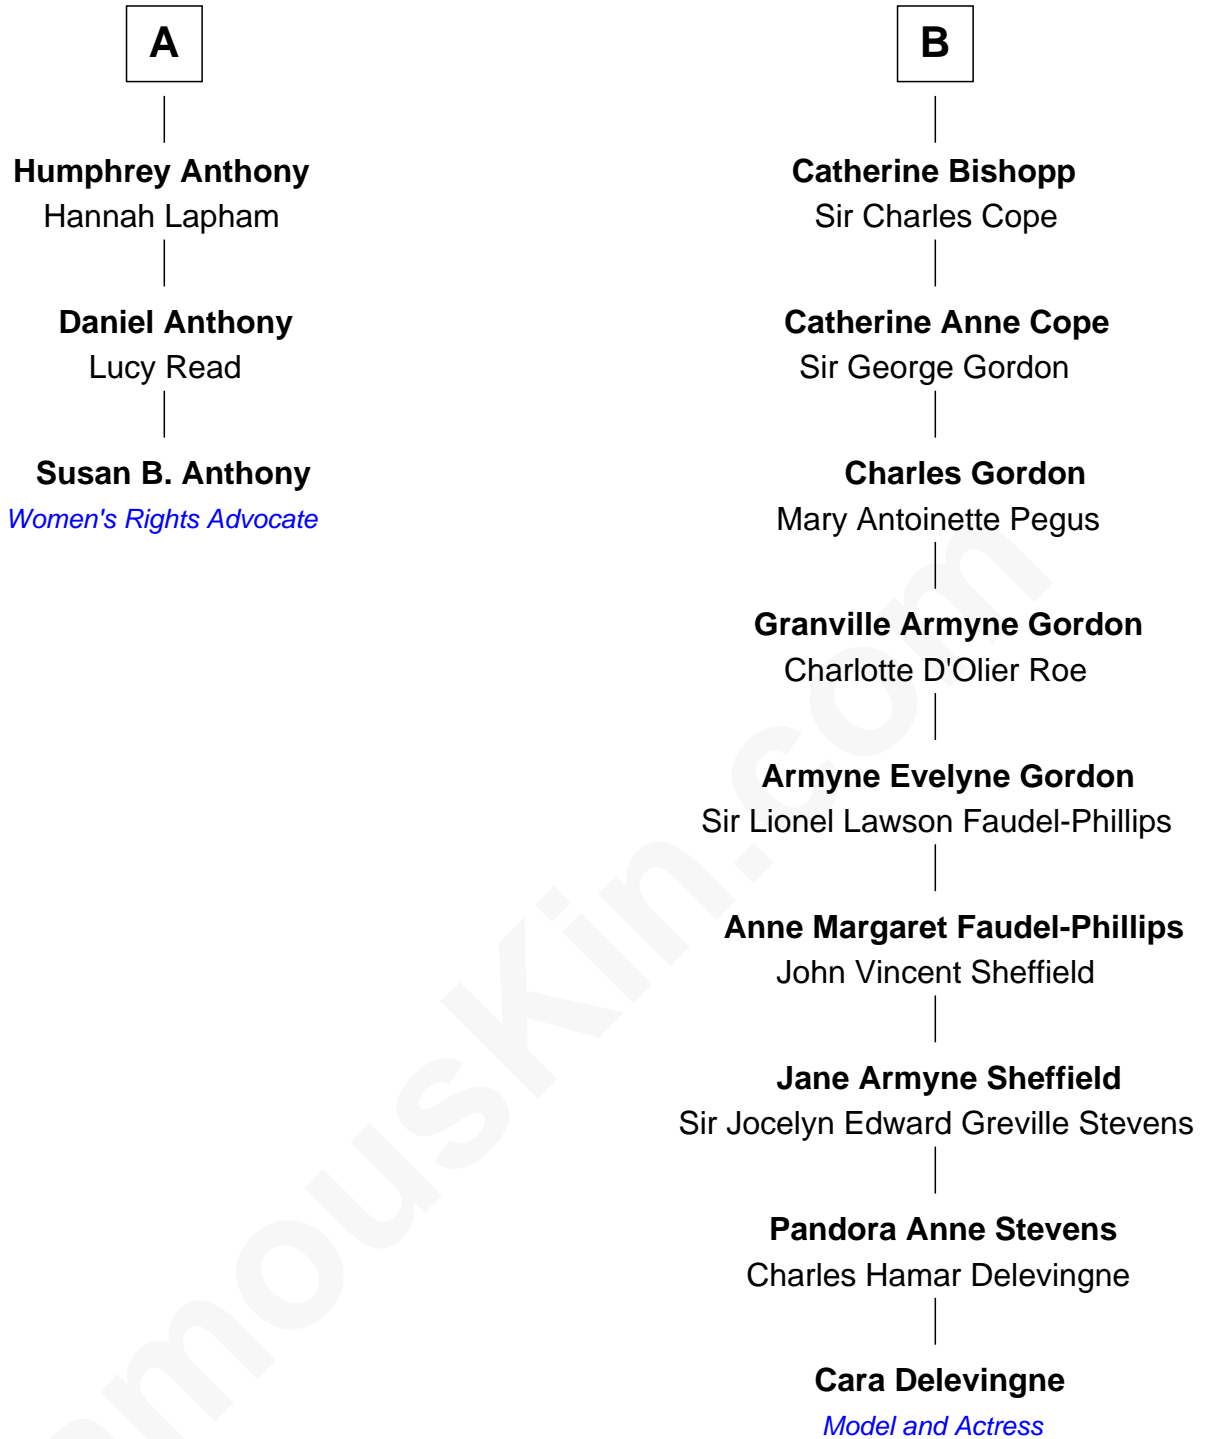 A
Humphrey Anthony
Hannah Lapham
Daniel Anthony
Lucy Read
Susan B. Anthony
Women's Rights Advocate
B
Catherine Bishopp
Sir Charles Cope
Catherine Anne Cope
Sir George Gordon
Charles Gordon
Mary Antoinette Pegus
Granville Armyne Gordon
Charlotte D'Olier Roe
Armyne Evelyne Gordon
Sir Lionel Lawson Faudel-Phillips
Anne Margaret Faudel-Phillips
John Vincent Sheffield
Jane Armyne Sheffield
Sir Jocelyn Edward Greville Stevens
Pandora Anne Stevens
Charles Hamar Delevingne
Cara Delevingne
Model and Actress
mousKin.com